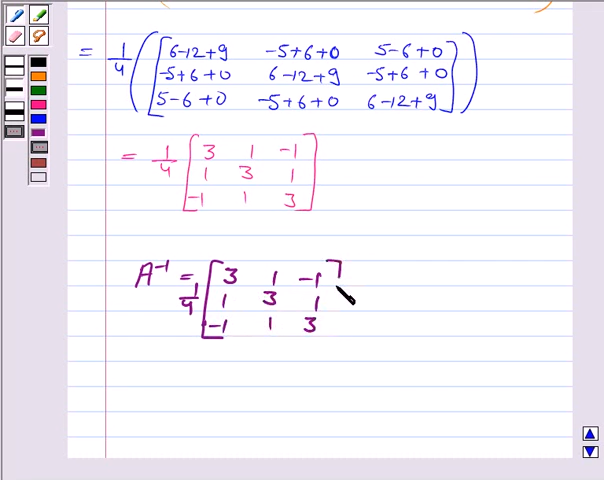 = 1/4 ( [ 6-12+9 -5+6+0 5-6+0
-5+6+0 6-12+9 -5+6+0
5-6+0 -5+6+0 6-12+9 ] )
= 1/4 [ 3 1 -1
1 3 1
-1 1 3 ]
A⁻¹ = 1/4 [ 3 1 -1
1 3 1
-1 1 3